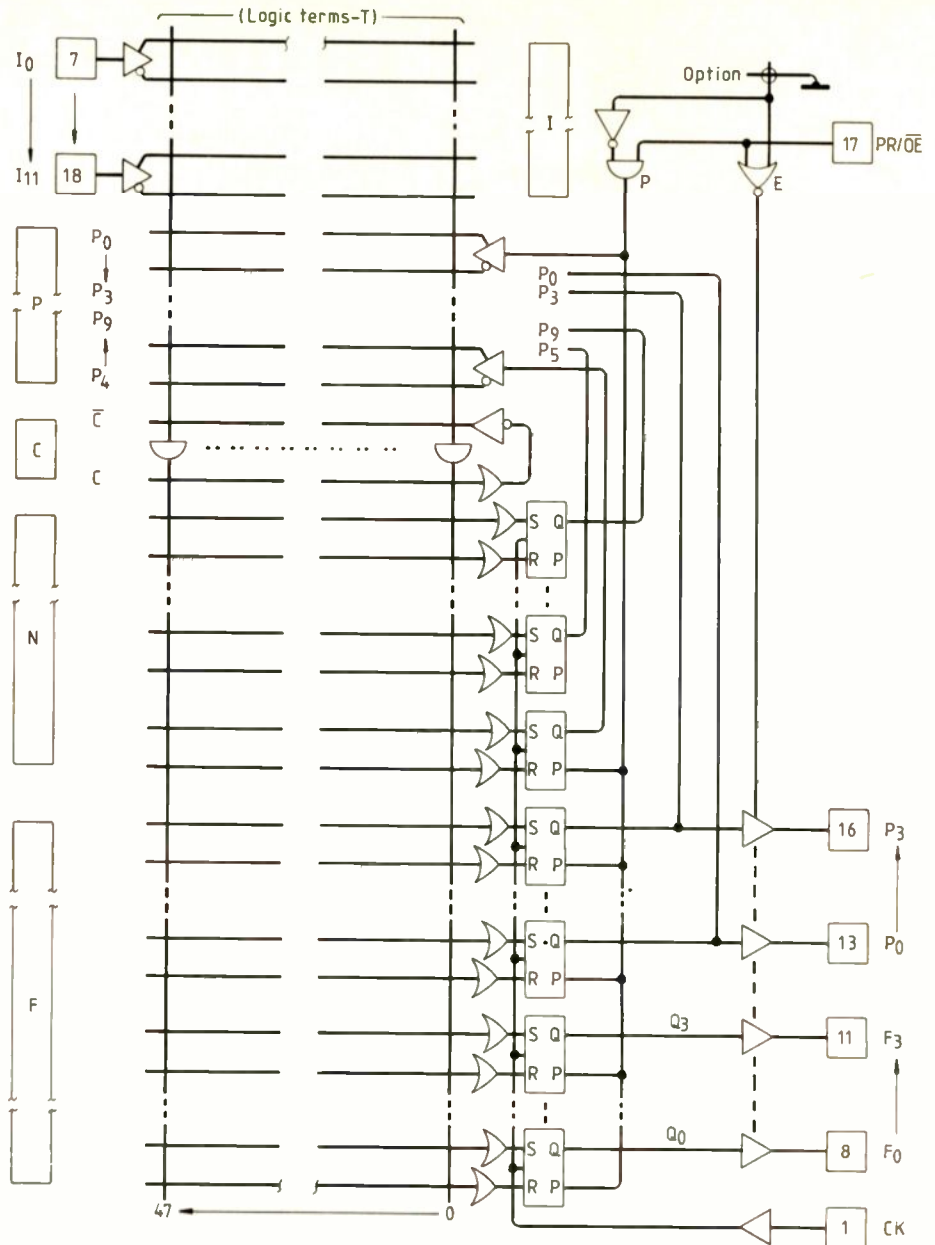 (Logic terms-T)
I0 7
Option
I
17 PR/OE
I11 18
P E
P0
P0
P P3 P3
P9 P9
P5
P4
C
C
C
S Q
R P
N
S Q
R P
S Q
R P
S Q 16 P3
R P
S Q 13 P0
R P
F
S Q Q3 11 F3
R P
S Q Q0 8 F0
R P
47 0
1 CK